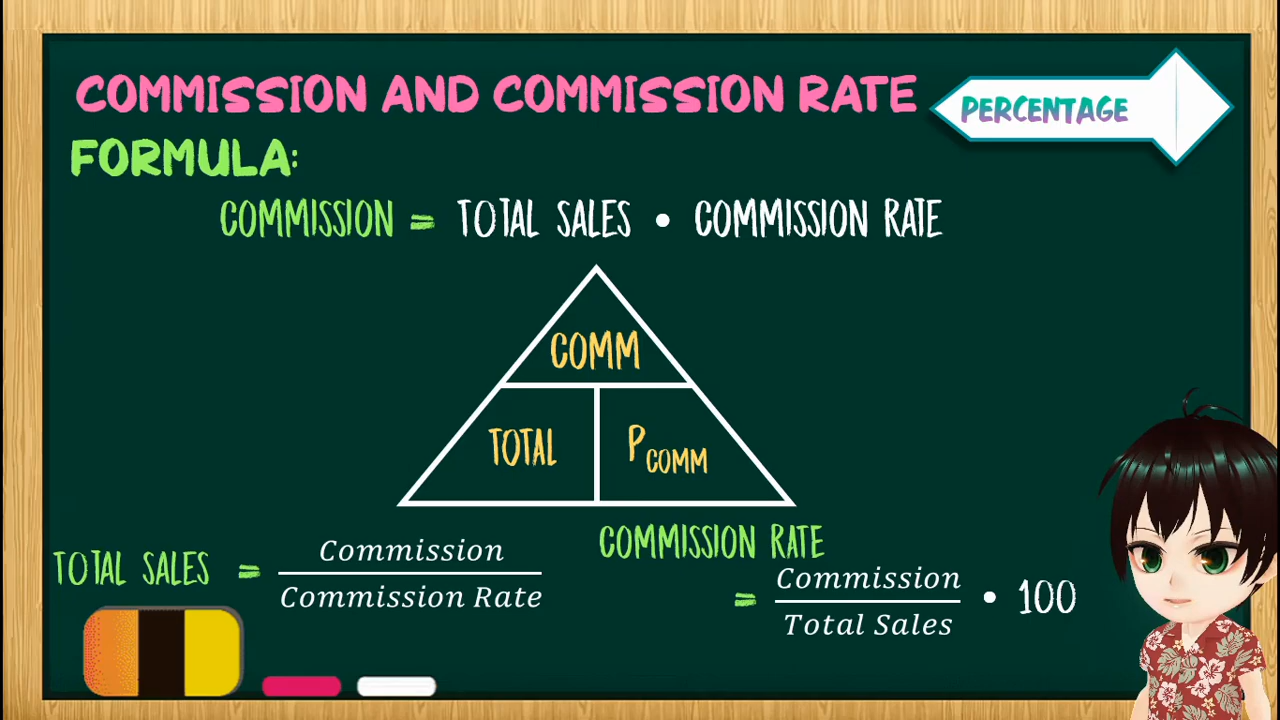 COMMISSION AND COMMISSION RATE
PERCENTAGE
FORMULA:
COMMISSION = TOTAL SALES • COMMISSION RATE
COMM
TOTAL
P COMM
TOTAL SALES = Commission / Commission Rate
COMMISSION RATE
= Commission / Total Sales • 100